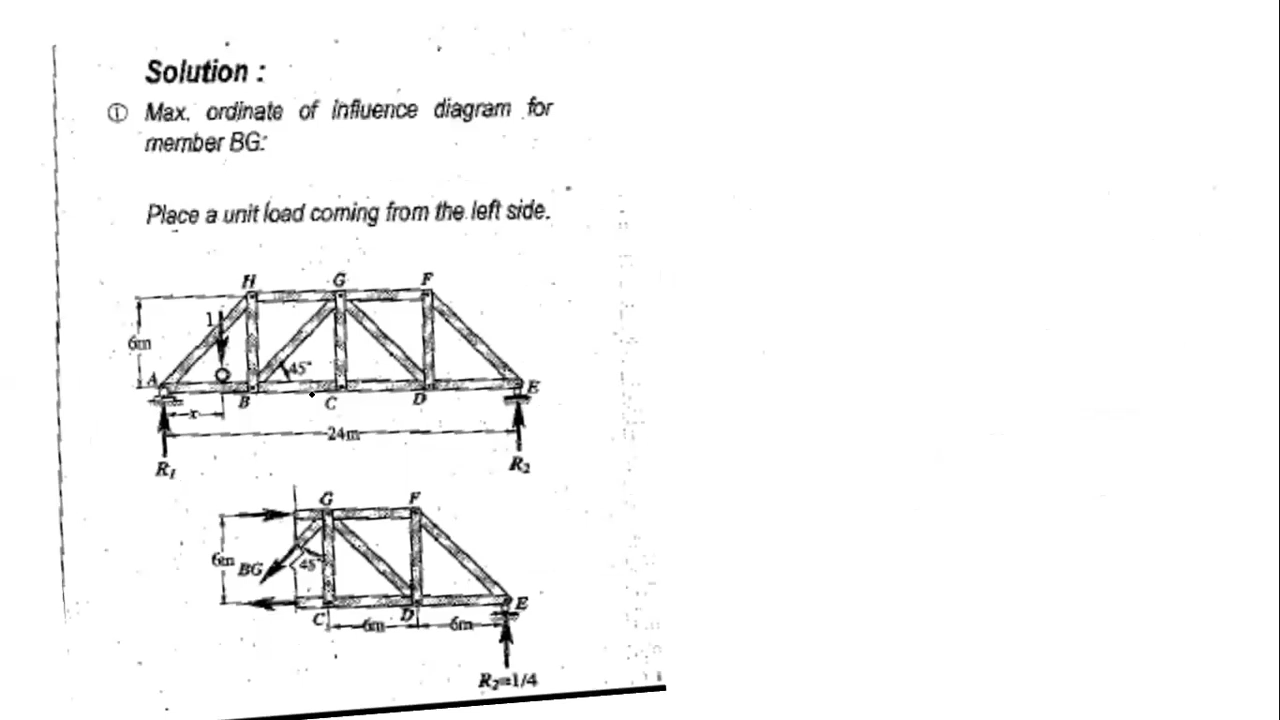 Solution :
① Max. ordinate of influence diagram for
member BG:
Place a unit load coming from the left side.
H G F
1
6m
45°
A E
B C D
x
24m
R₁ R₂
G F
6m BG 45°
C D E
6m 6m
R₂=1/4